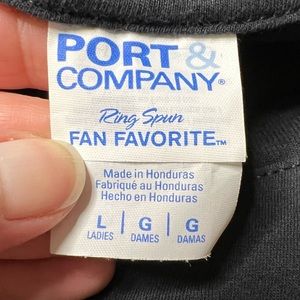 PORT &
COMPANY®
Ring Spun
FAN FAVORITE™
Made in Honduras
Fabriqué au Honduras
Hecho en Honduras
L | G | G
LADIES | DAMES | DAMAS